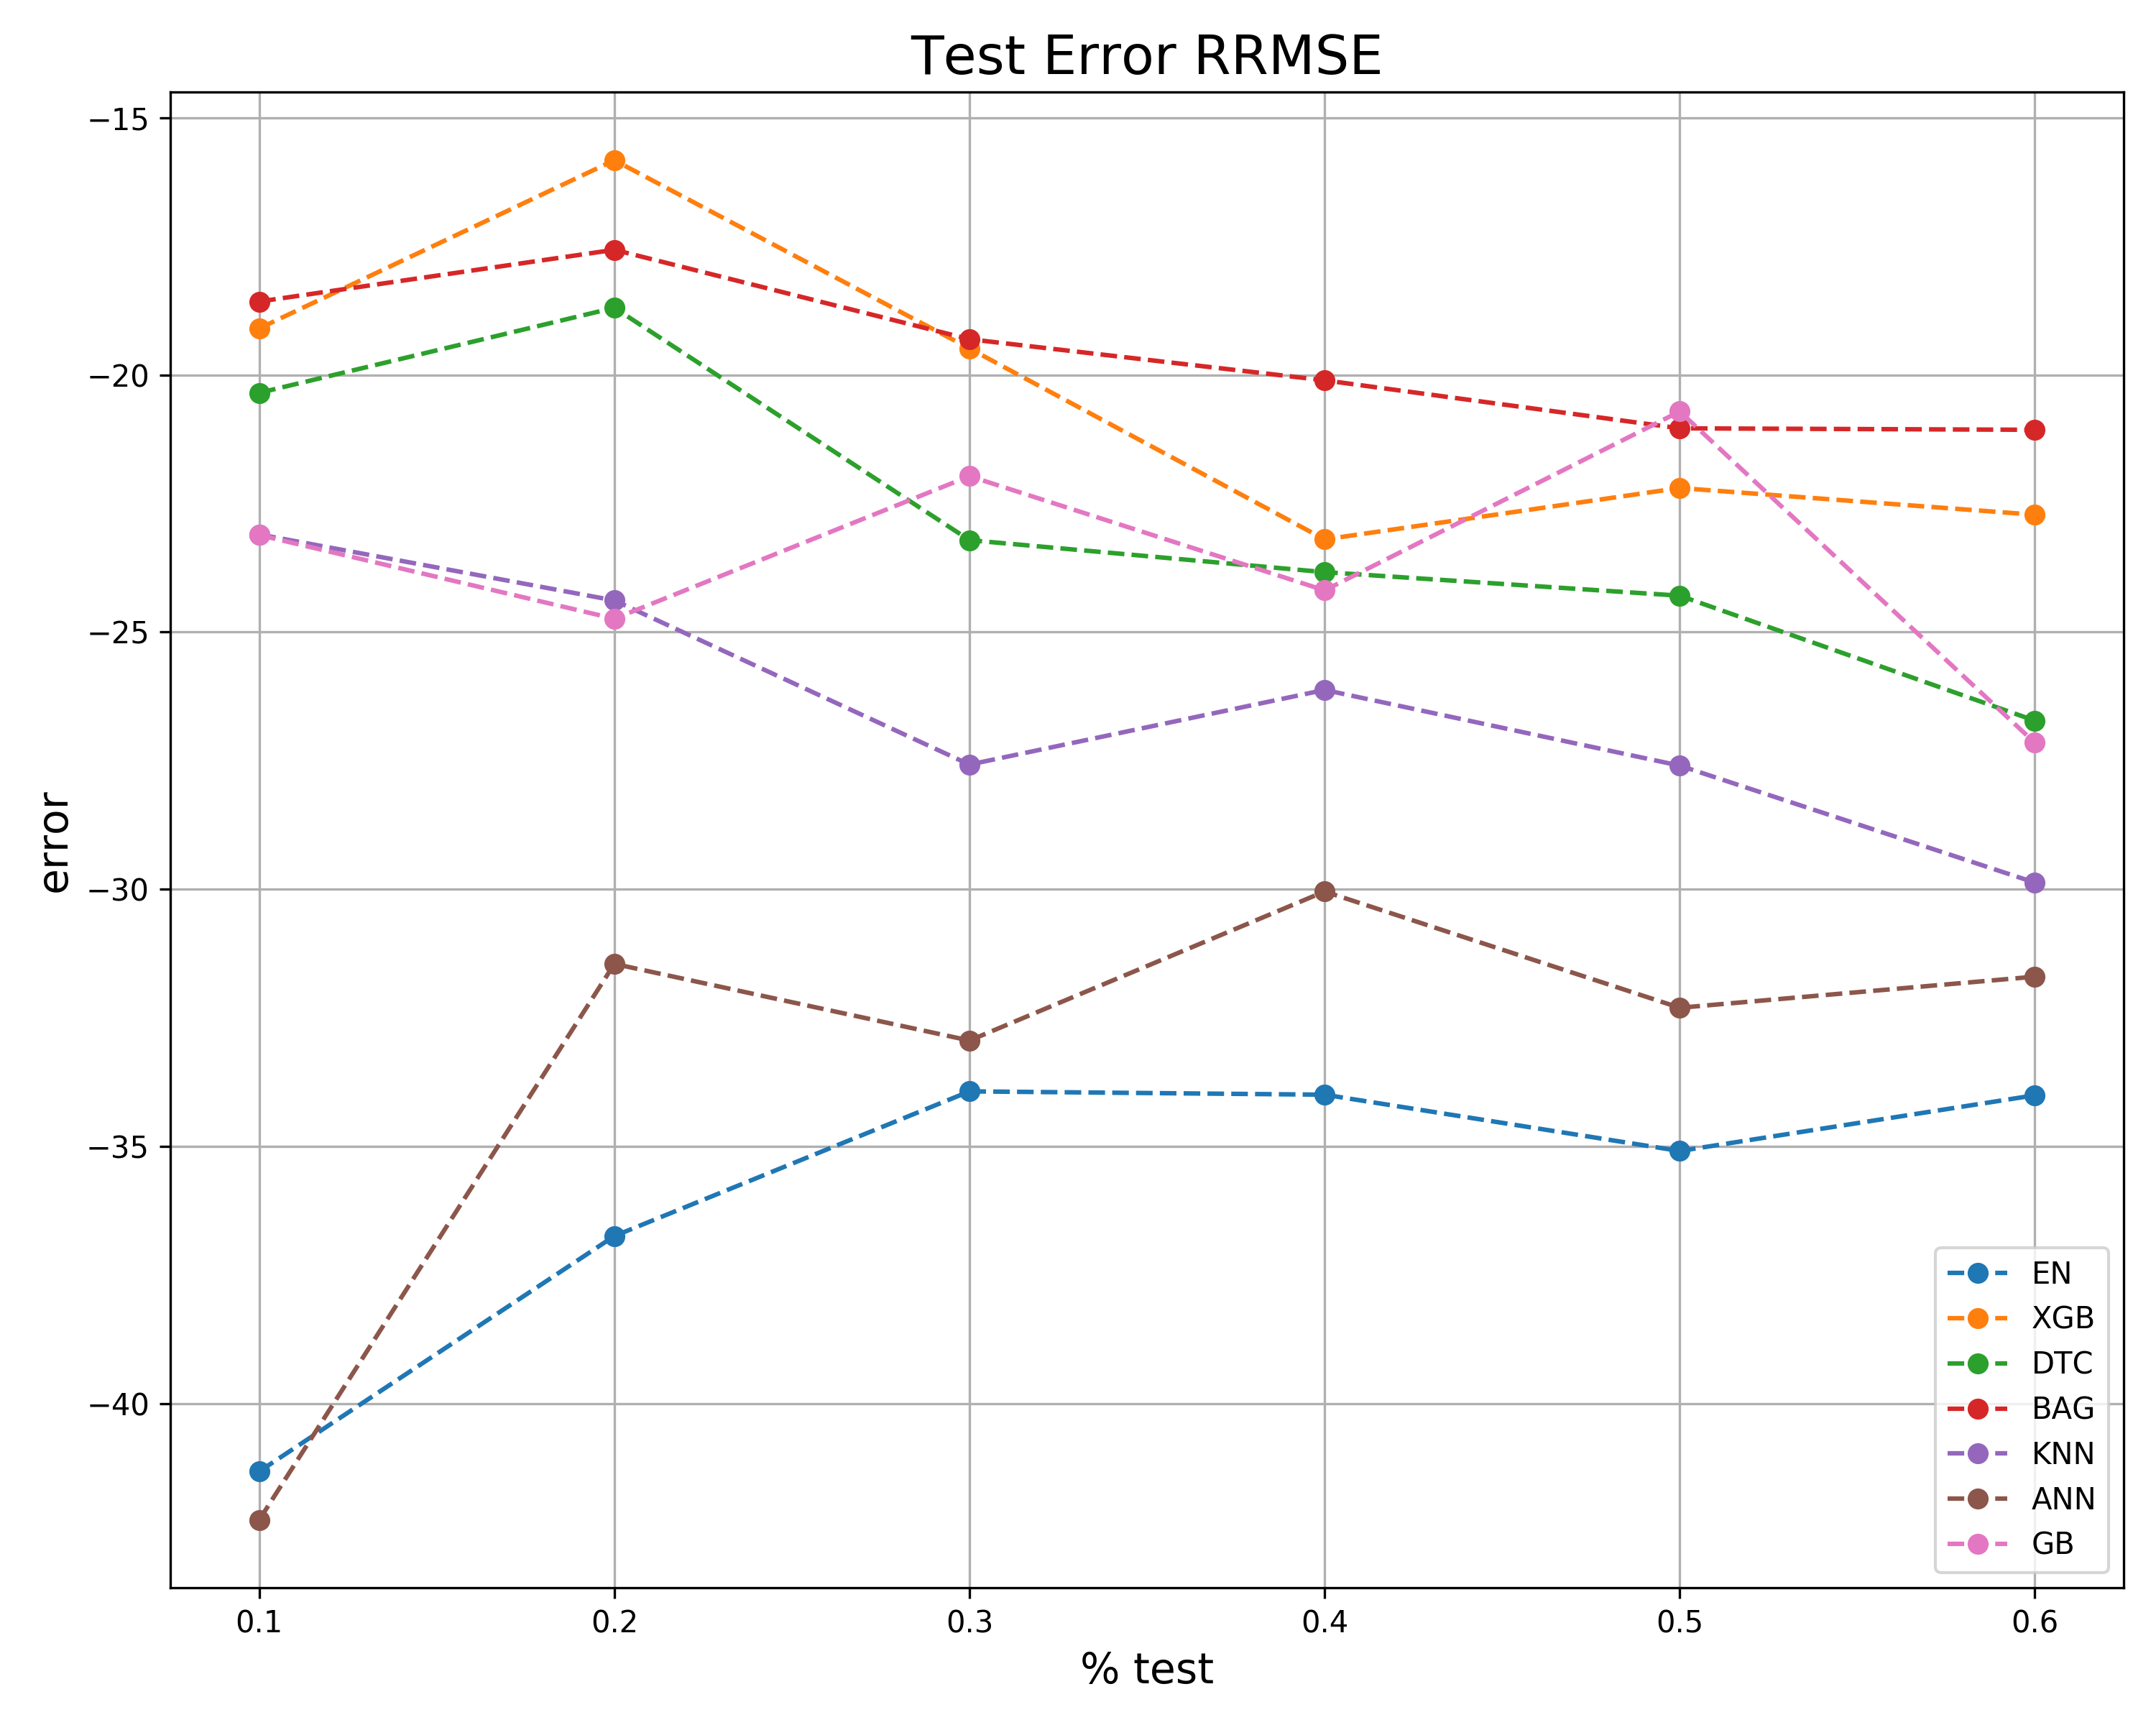 Test Error RRMSE
−15
−20
−25
−30
−35
−40
error
0.1 0.2 0.3 0.4 0.5 0.6
% test
EN
XGB
DTC
BAG
KNN
ANN
GB